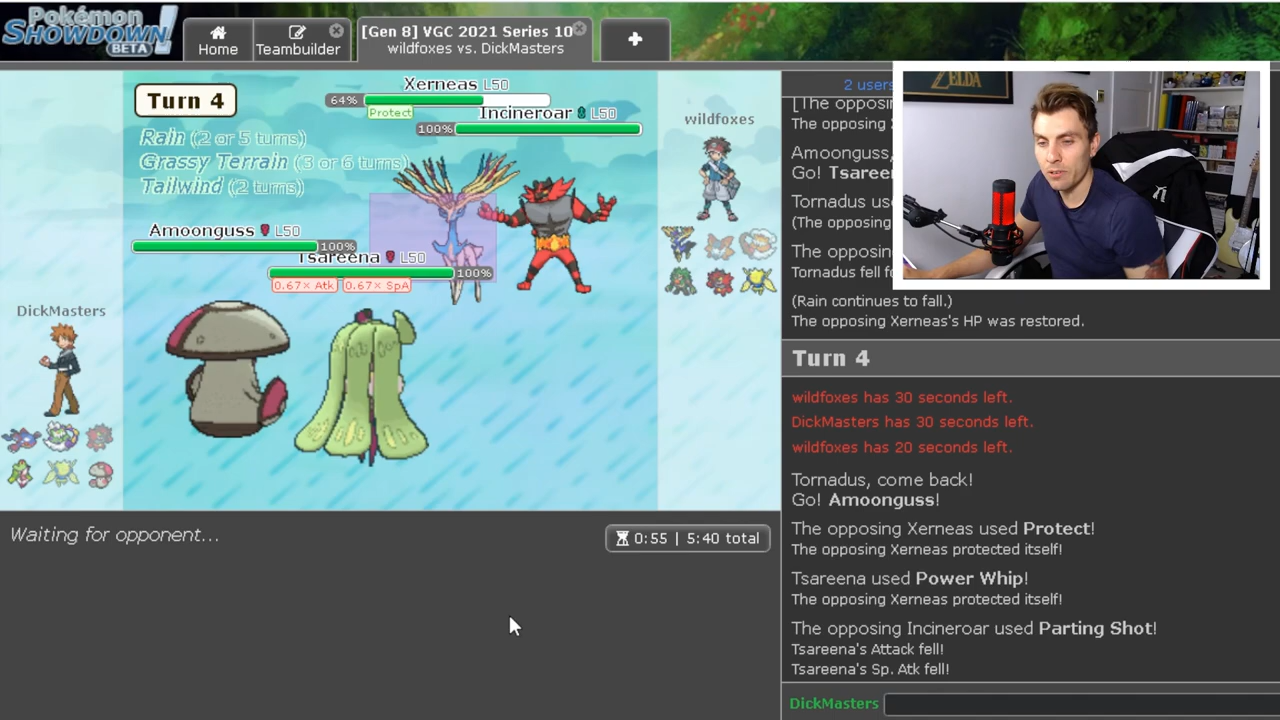 Pokémon
SHOWDOWN!
BETA
Home
Teambuilder
[Gen 8] VGC 2021 Series 10
wildfoxes vs. DickMasters
Turn 4
Rain (2 or 5 turns)
Grassy Terrain (3 or 6 turns)
Tailwind (2 turns)
Xerneas L50
64%
Protect
Incineroar L50
100%
Amoonguss L50
100%
Tsareena L50
100%
0.67× Atk 0.67× SpA
DickMasters
wildfoxes
Waiting for opponent...
0:55 | 5:40 total
2 users
[The opposing
The opposing
Amoonguss,
Go! Tsareen
Tornadus use
(The opposing
The opposing
Tornadus fell f
(Rain continues to fall.)
The opposing Xerneas's HP was restored.
Turn 4
wildfoxes has 30 seconds left.
DickMasters has 30 seconds left.
wildfoxes has 20 seconds left.
Tornadus, come back!
Go! Amoonguss!
The opposing Xerneas used Protect!
The opposing Xerneas protected itself!
Tsareena used Power Whip!
The opposing Xerneas protected itself!
The opposing Incineroar used Parting Shot!
Tsareena's Attack fell!
Tsareena's Sp. Atk fell!
DickMasters
ZELDA